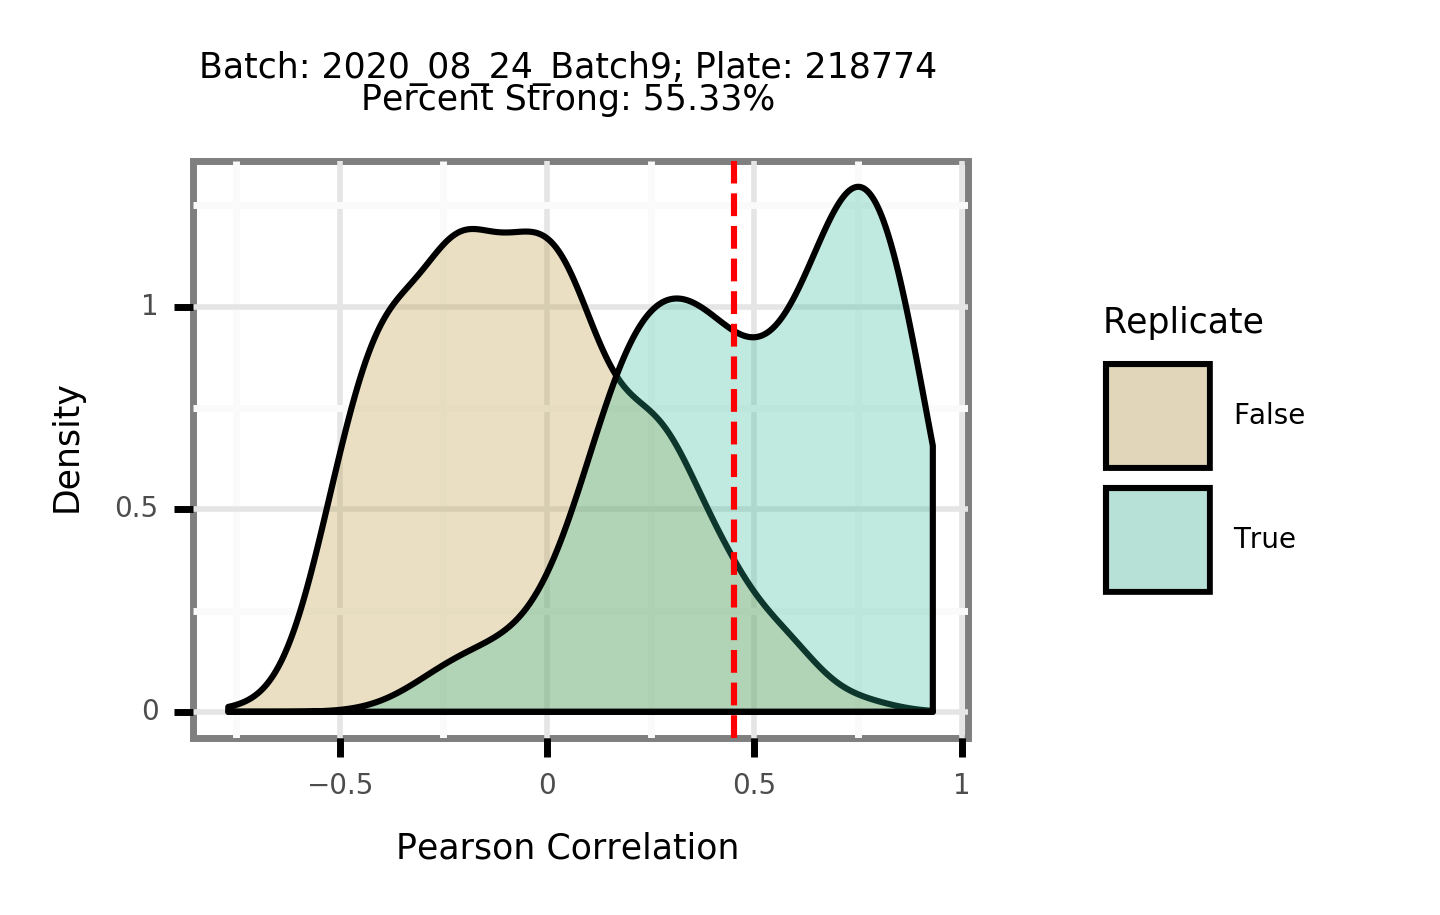 Batch: 2020_08_24_Batch9; Plate: 218774
Percent Strong: 55.33%
Density
1
0.5
0
−0.5
0
0.5
1
Pearson Correlation
Replicate
False
True